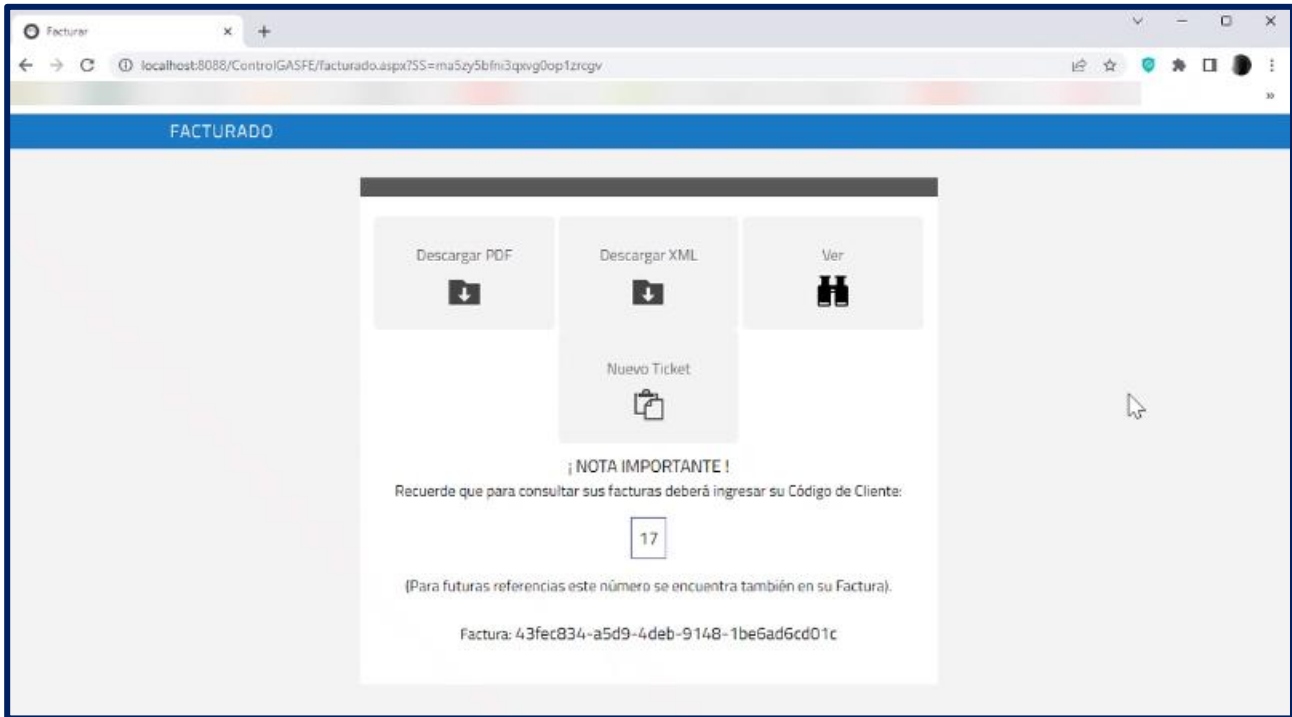 Facturar
localhost:8088/ControlGASFE/facturado.aspx?SS=ma5zy5bfni3qxvg0op1zrcgv
FACTURADO
Descargar PDF
Descargar XML
Ver
Nuevo Ticket
¡ NOTA IMPORTANTE !
Recuerde que para consultar sus facturas deberá ingresar su Código de Cliente:
17
(Para futuras referencias este número se encuentra también en su Factura).
Factura: 43fec834-a5d9-4deb-9148-1be6ad6cd01c